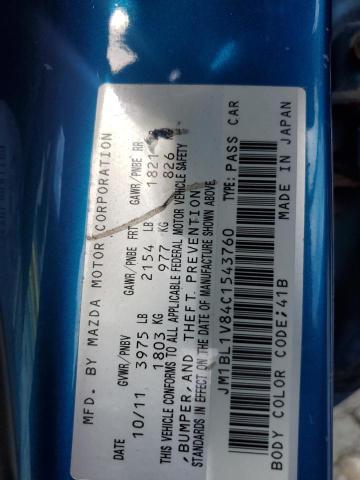 MFD. BY MAZDA MOTOR CORPORATION
DATE GVWR/PNBV GAWR/PNBE FRT GAWR/PNBE RR
10/11 3975 LB 2154 LB 1821
1803 KG 977 KG 826
THIS VEHICLE CONFORMS TO ALL APPLICABLE FEDERAL MOTOR VEHICLE SAFETY
,BUMPER,AND THEFT. PREVENTION
STANDARDS IN EFFECT ON THE DATE OF MANUFACTURE SHOWN ABOVE.
JM1BL1V84C1543760 TYPE: PASS CAR
BODY COLOR CODE;41B MADE IN JAPAN